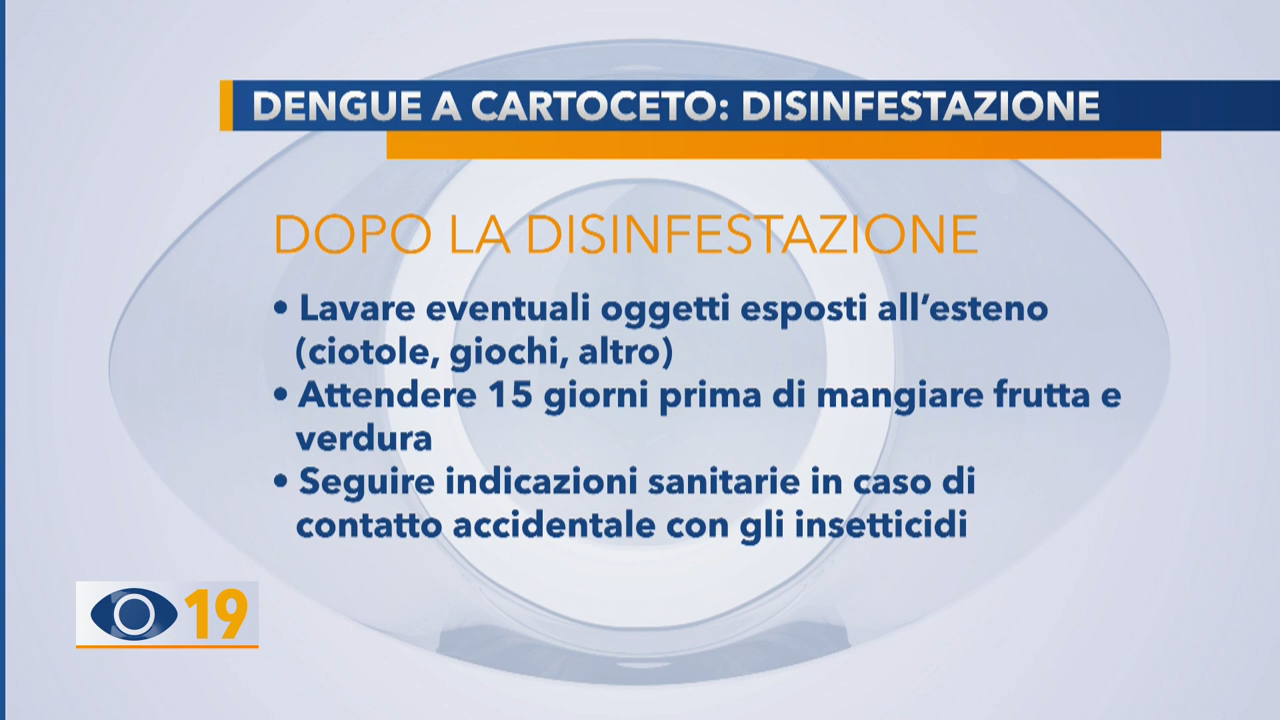 DENGUE A CARTOCETO: DISINFESTAZIONE
DOPO LA DISINFESTAZIONE
• Lavare eventuali oggetti esposti all’esteno
(ciotole, giochi, altro)
• Attendere 15 giorni prima di mangiare frutta e
verdura
• Seguire indicazioni sanitarie in caso di
contatto accidentale con gli insetticidi
19